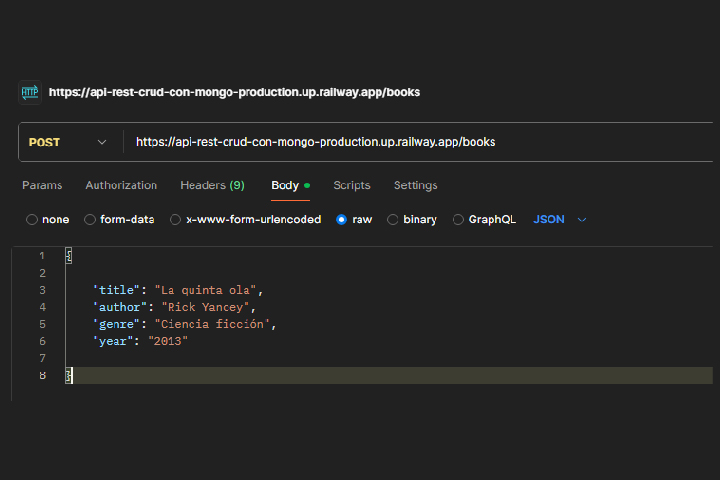 HTTP https://api-rest-crud-con-mongo-production.up.railway.app/books
POST https://api-rest-crud-con-mongo-production.up.railway.app/books
Params Authorization Headers (9) Body Scripts Settings
none form-data x-www-form-urlencoded raw binary GraphQL JSON
1 {
2
3 "title": "La quinta ola",
4 "author": "Rick Yancey",
5 "genre": "Ciencia ficción",
6 "year": "2013"
7
8 }